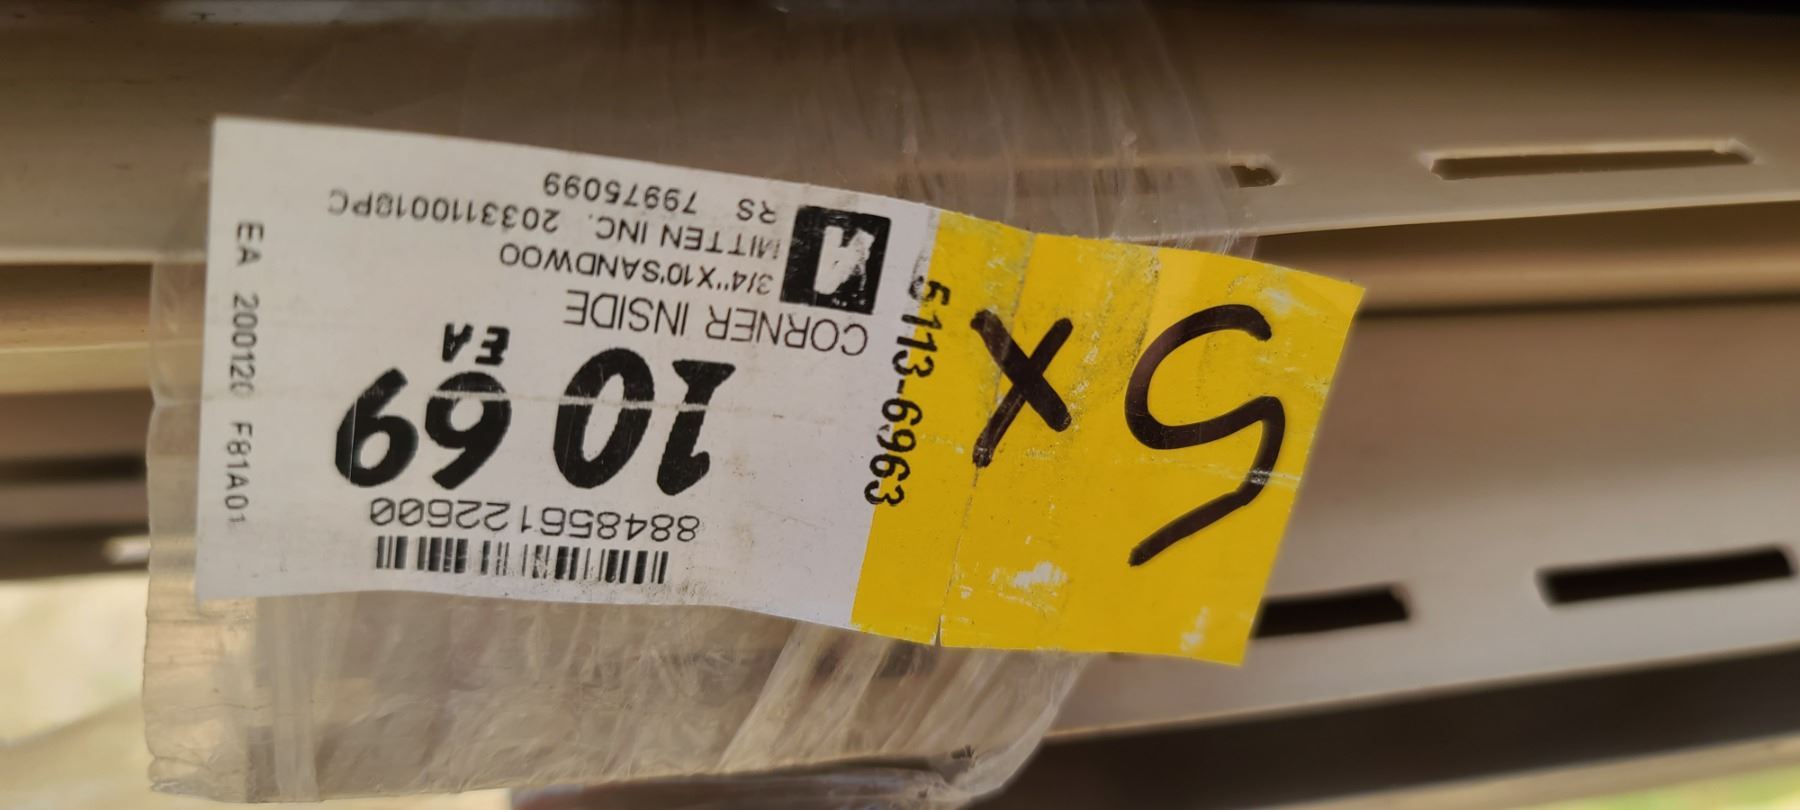 5x
5113-6963
CORNER INSIDE
3/4"X10'SANDWOO
MITTEN INC. 2033110018PC
RS 79975099
10 69
EA
884856122600
EA 200120 F81A01